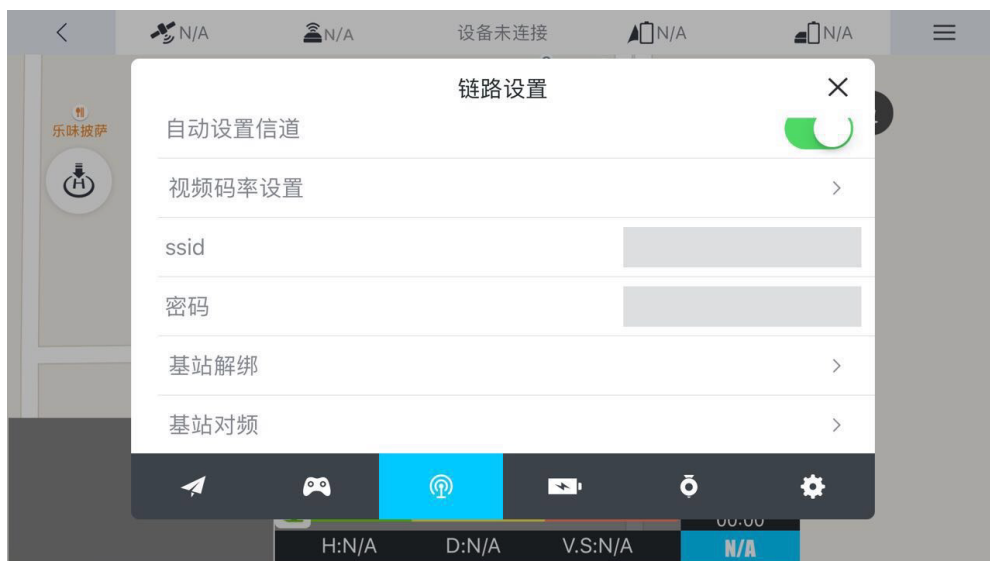 N/A
N/A
设备未连接
N/A
N/A
链路设置
乐味披萨
自动设置信道
H
视频码率设置
ssid
密码
基站解绑
基站对频
00:00
H:N/A
D:N/A
V.S:N/A
N/A